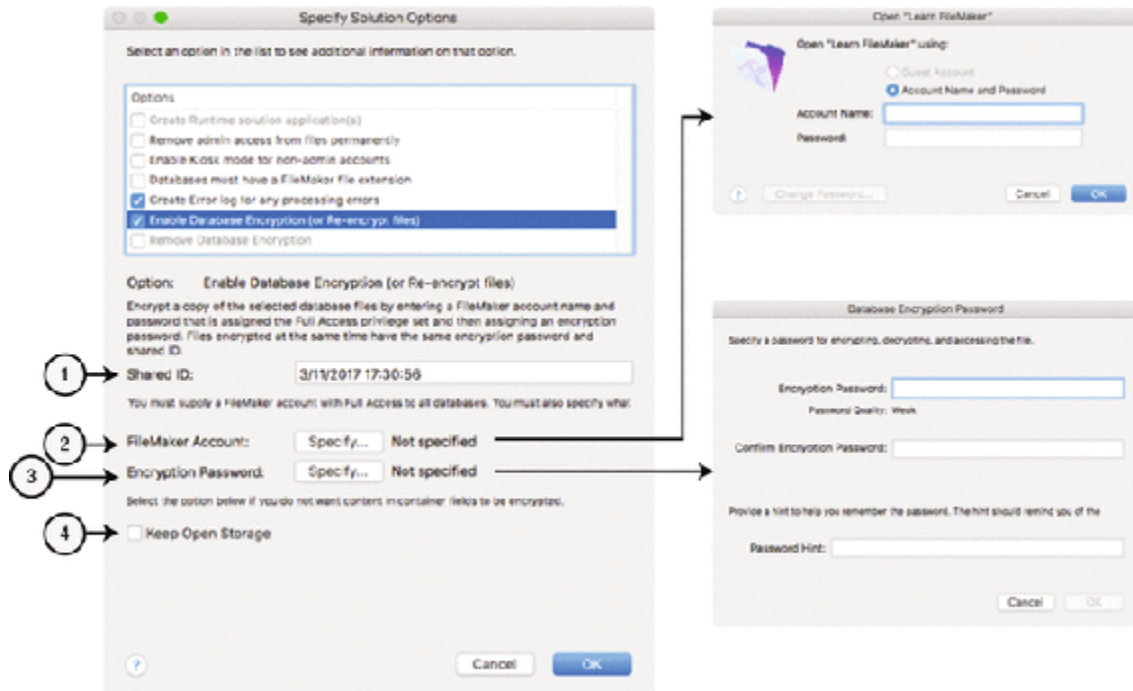 Specify Solution Options
Select an option in the list to see additional information on that option.
Options
Create Runtime solution application(s)
Remove admin access from files permanently
Enable Kiosk mode for non-admin accounts
Databases must have a FileMaker file extension
Create Error log for any processing errors
Enable Database Encryption (or Re-encrypt files)
Remove Database Encryption
Option: Enable Database Encryption (or Re-encrypt files)
Encrypt a copy of the selected database files by entering a FileMaker account name and
password that is assigned the Full Access privilege set and then assigning an encryption
password. Files encrypted at the same time have the same encryption password and
shared ID.
1
Shared ID: 3/11/2017 17:30:56
You must supply a FileMaker account with Full Access to all databases. You must also specify what
2
FileMaker Account: Specify... Not specified
3
Encryption Password: Specify... Not specified
Select the option below if you do not want content in container fields to be encrypted.
4
Keep Open Storage
? Cancel OK
Open "Learn FileMaker"
Open "Learn FileMaker" using:
Guest Account
Account Name and Password
Account Name:
Password:
? Change Password... Cancel OK
Database Encryption Password
Specify a password for encrypting, decrypting, and accessing the file.
Encryption Password:
Password Quality: Weak
Confirm Encryption Password:
Provide a hint to help you remember the password. The hint should remind you of the
Password Hint:
Cancel OK